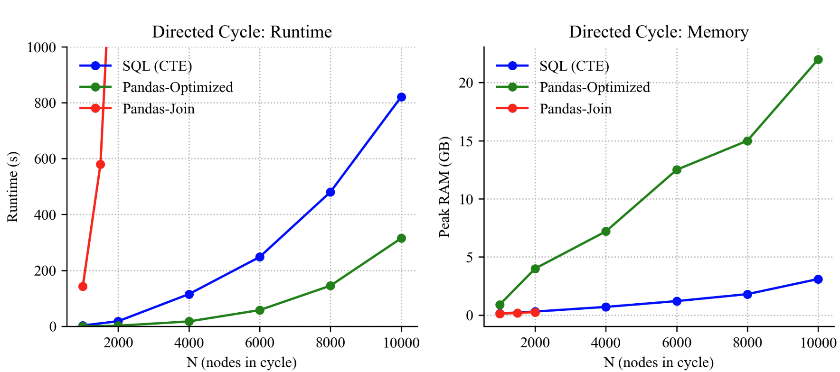 Directed Cycle: Runtime
1000
800
600
400
200
0
Runtime (s)
SQL (CTE)
Pandas-Optimized
Pandas-Join
2000 4000 6000 8000 10000
N (nodes in cycle)
Directed Cycle: Memory
20
15
10
5
0
Peak RAM (GB)
SQL (CTE)
Pandas-Optimized
Pandas-Join
2000 4000 6000 8000 10000
N (nodes in cycle)